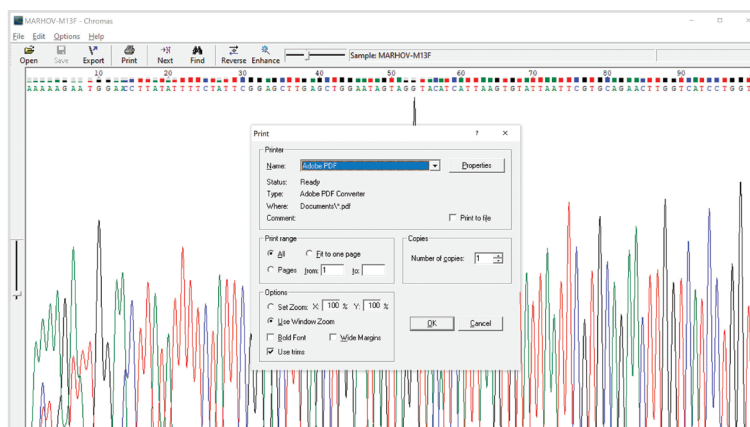 MARHOV-M13F - Chromas
File Edit Options Help
Open Save Export Print Next Find Reverse Enhance Sample: MARHOV-M13F
10 20 30 40 50 60 70 80 90
AAAAAGAATGGAACCTTATATTTTCTATTCGGAGCTTGAGCTGGAATAGTAGGTACATCATTAAGTGTATTAATTCGTGCAGAACTTGGTCATCCTGGT
Print ? ×
Printer
Name: Adobe PDF Properties
Status: Ready
Type: Adobe PDF Converter
Where: Documents\*.pdf
Comment: Print to file
Print range
All Fit to one page
Pages from: 1 to:
Copies
Number of copies: 1
Options
Set Zoom: X: 100 % Y: 100 %
Use Window Zoom
Bold Font Wide Margins
Use trims
OK Cancel